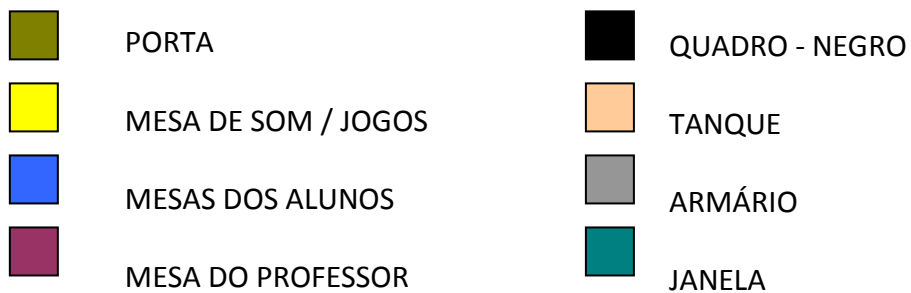 PORTA
MESA DE SOM / JOGOS
MESAS DOS ALUNOS
MESA DO PROFESSOR
QUADRO - NEGRO
TANQUE
ARMÁRIO
JANELA